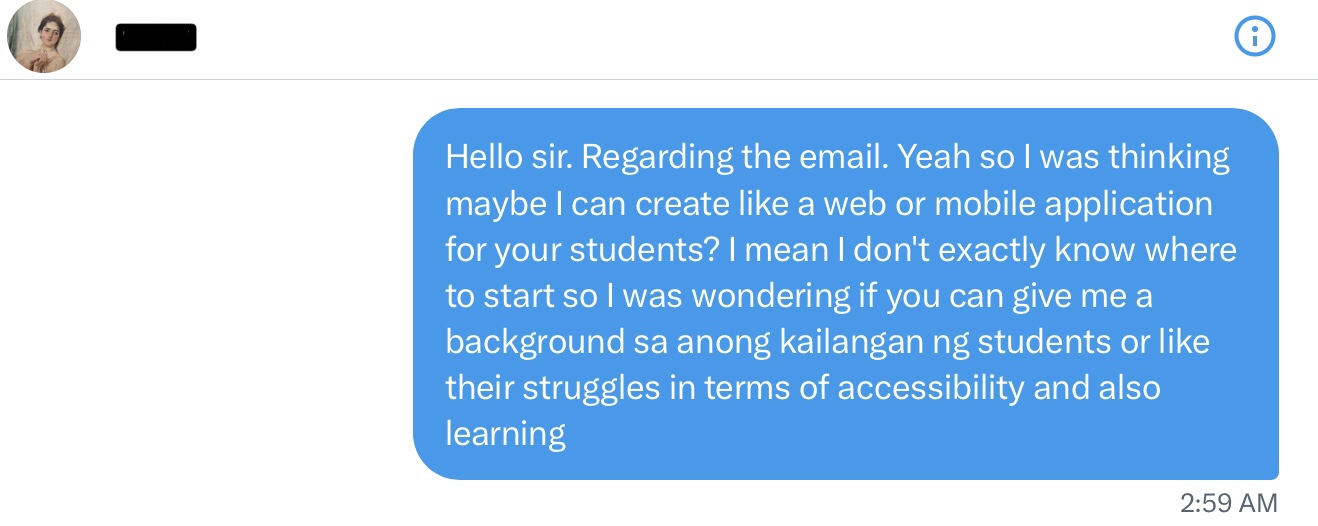 Hello sir. Regarding the email. Yeah so I was thinking
maybe I can create like a web or mobile application
for your students? I mean I don't exactly know where
to start so I was wondering if you can give me a
background sa anong kailangan ng students or like
their struggles in terms of accessibility and also
learning
2:59 AM